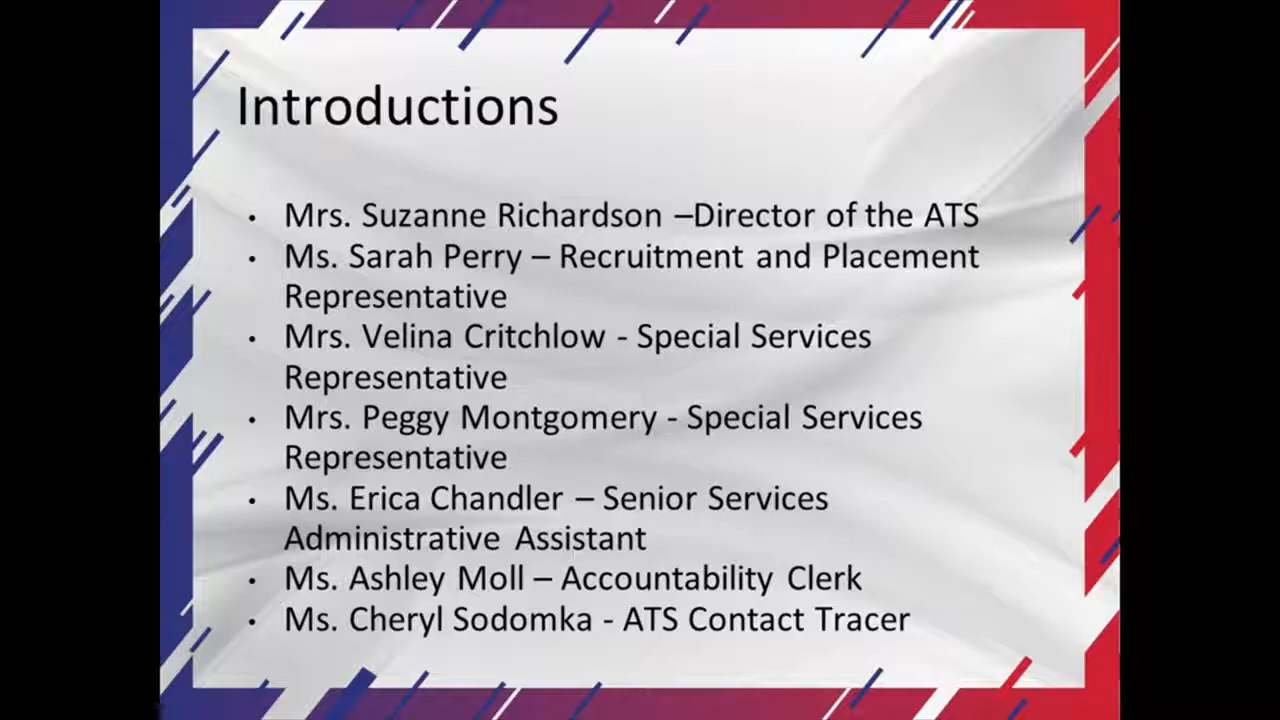 Introductions
• Mrs. Suzanne Richardson –Director of the ATS
• Ms. Sarah Perry – Recruitment and Placement
Representative
• Mrs. Velina Critchlow - Special Services
Representative
• Mrs. Peggy Montgomery - Special Services
Representative
• Ms. Erica Chandler – Senior Services
Administrative Assistant
• Ms. Ashley Moll – Accountability Clerk
• Ms. Cheryl Sodomka - ATS Contact Tracer